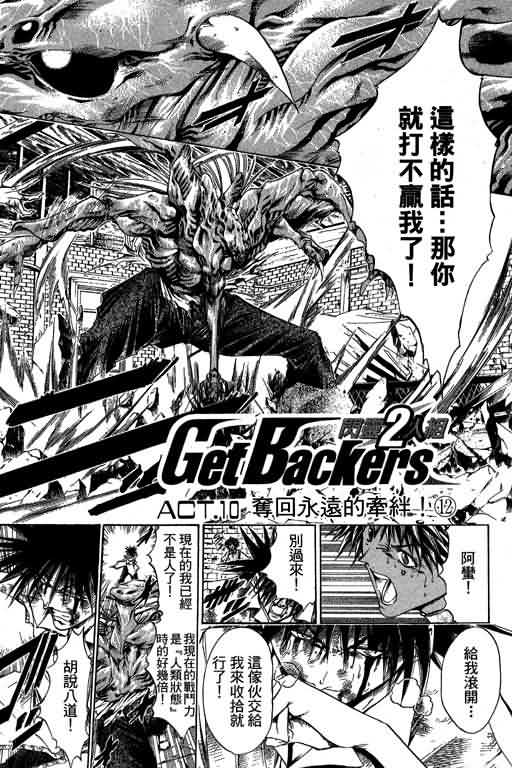 這樣的話…那你
就打不贏我了！
閃靈2人組
GetBackers
ACT.10 奪回永遠的牽絆！⑫
阿蠻！
別過來！
現在的我已經
不是人了！
我現在的戰鬥力
是『人類狀態』
時的好幾倍！
胡說八道！
給我滾開…
這傢伙交給
我來收拾就
行了！